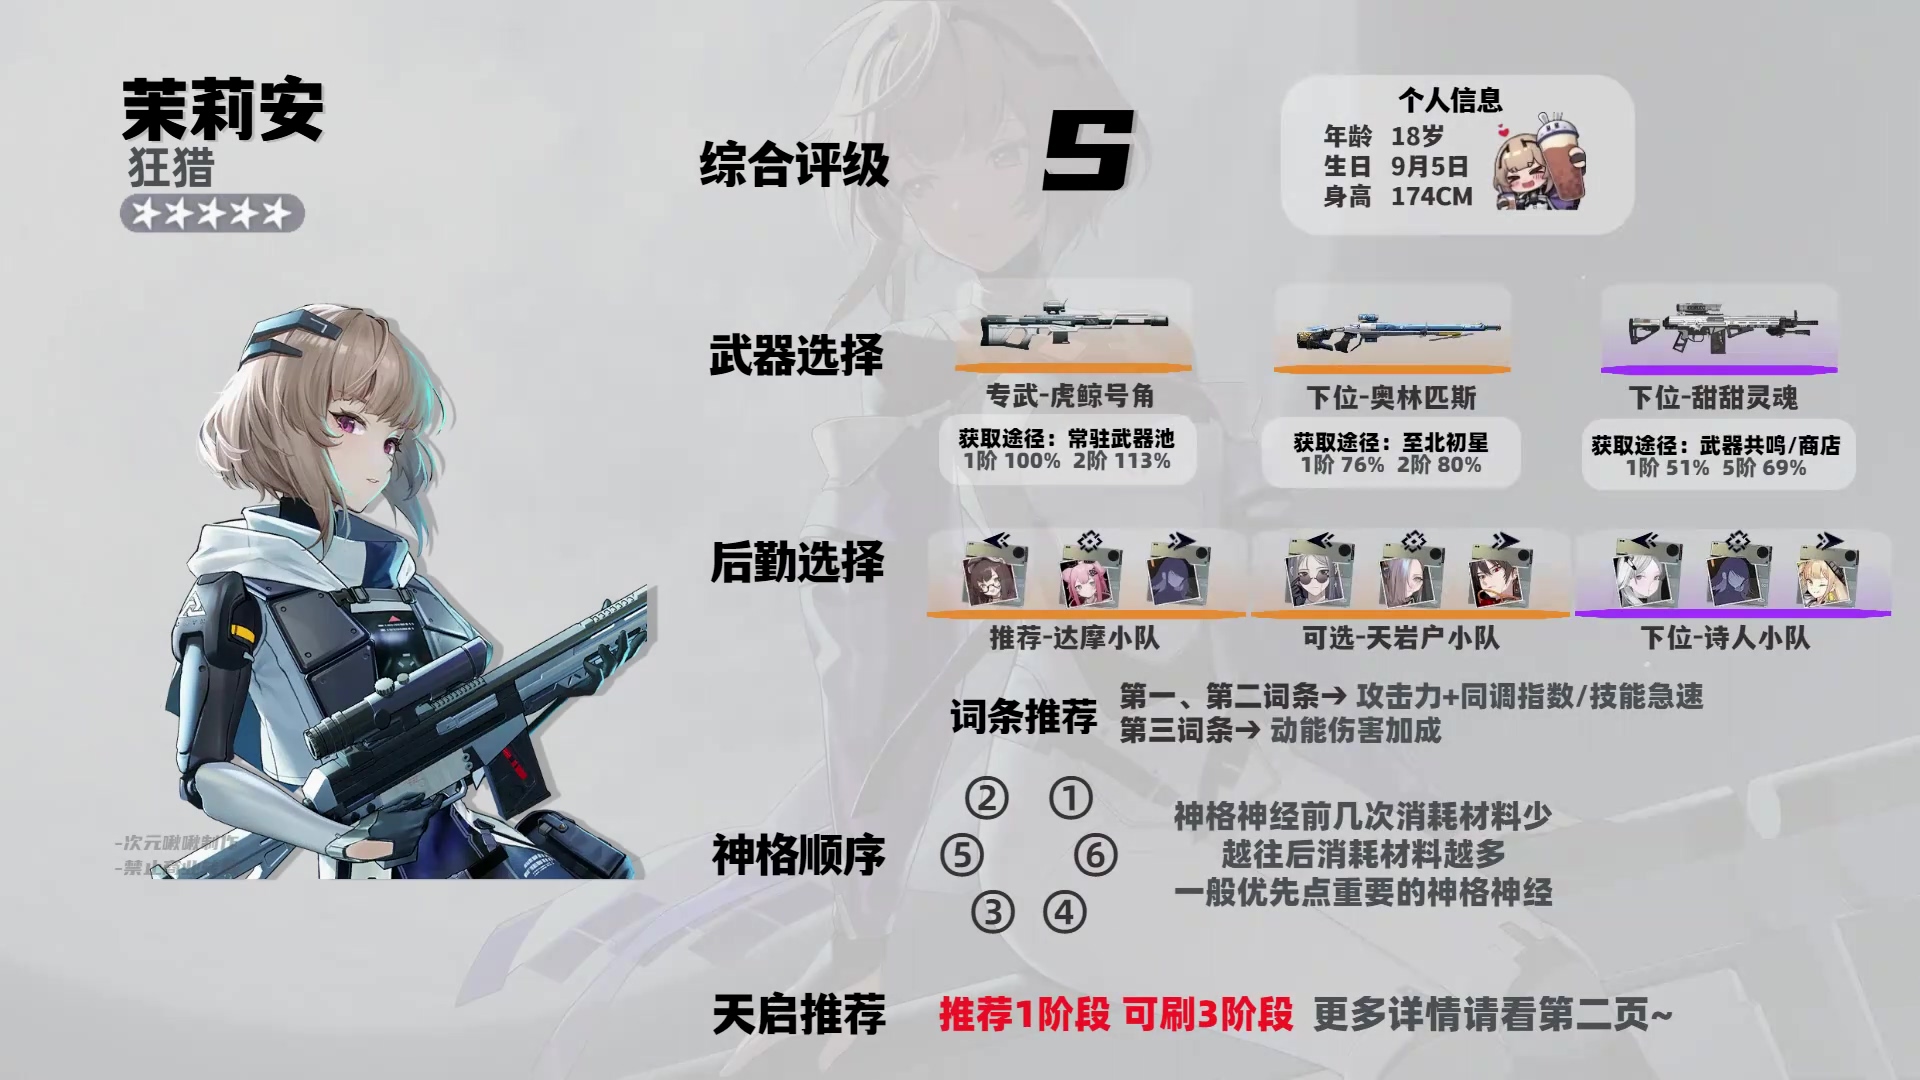 茉莉安
狂猎
综合评级
S
个人信息
年龄 18岁
生日 9月5日
身高 174CM
武器选择
专武-虎鲸号角
获取途径：常驻武器池
1阶 100% 2阶 113%
下位-奥林匹斯
获取途径：至北初星
1阶 76% 2阶 80%
下位-甜甜灵魂
获取途径：武器共鸣/商店
1阶 51% 5阶 69%
后勤选择
推荐-达摩小队
可选-天岩户小队
下位-诗人小队
词条推荐
第一、第二词条→ 攻击力+同调指数/技能急速
第三词条→ 动能伤害加成
神格顺序
② ①
⑤ ⑥
③ ④
神格神经前几次消耗材料少
越往后消耗材料越多
一般优先点重要的神格神经
-次元啾啾制作
-禁止
天启推荐
推荐1阶段 可刷3阶段 更多详情请看第二页~